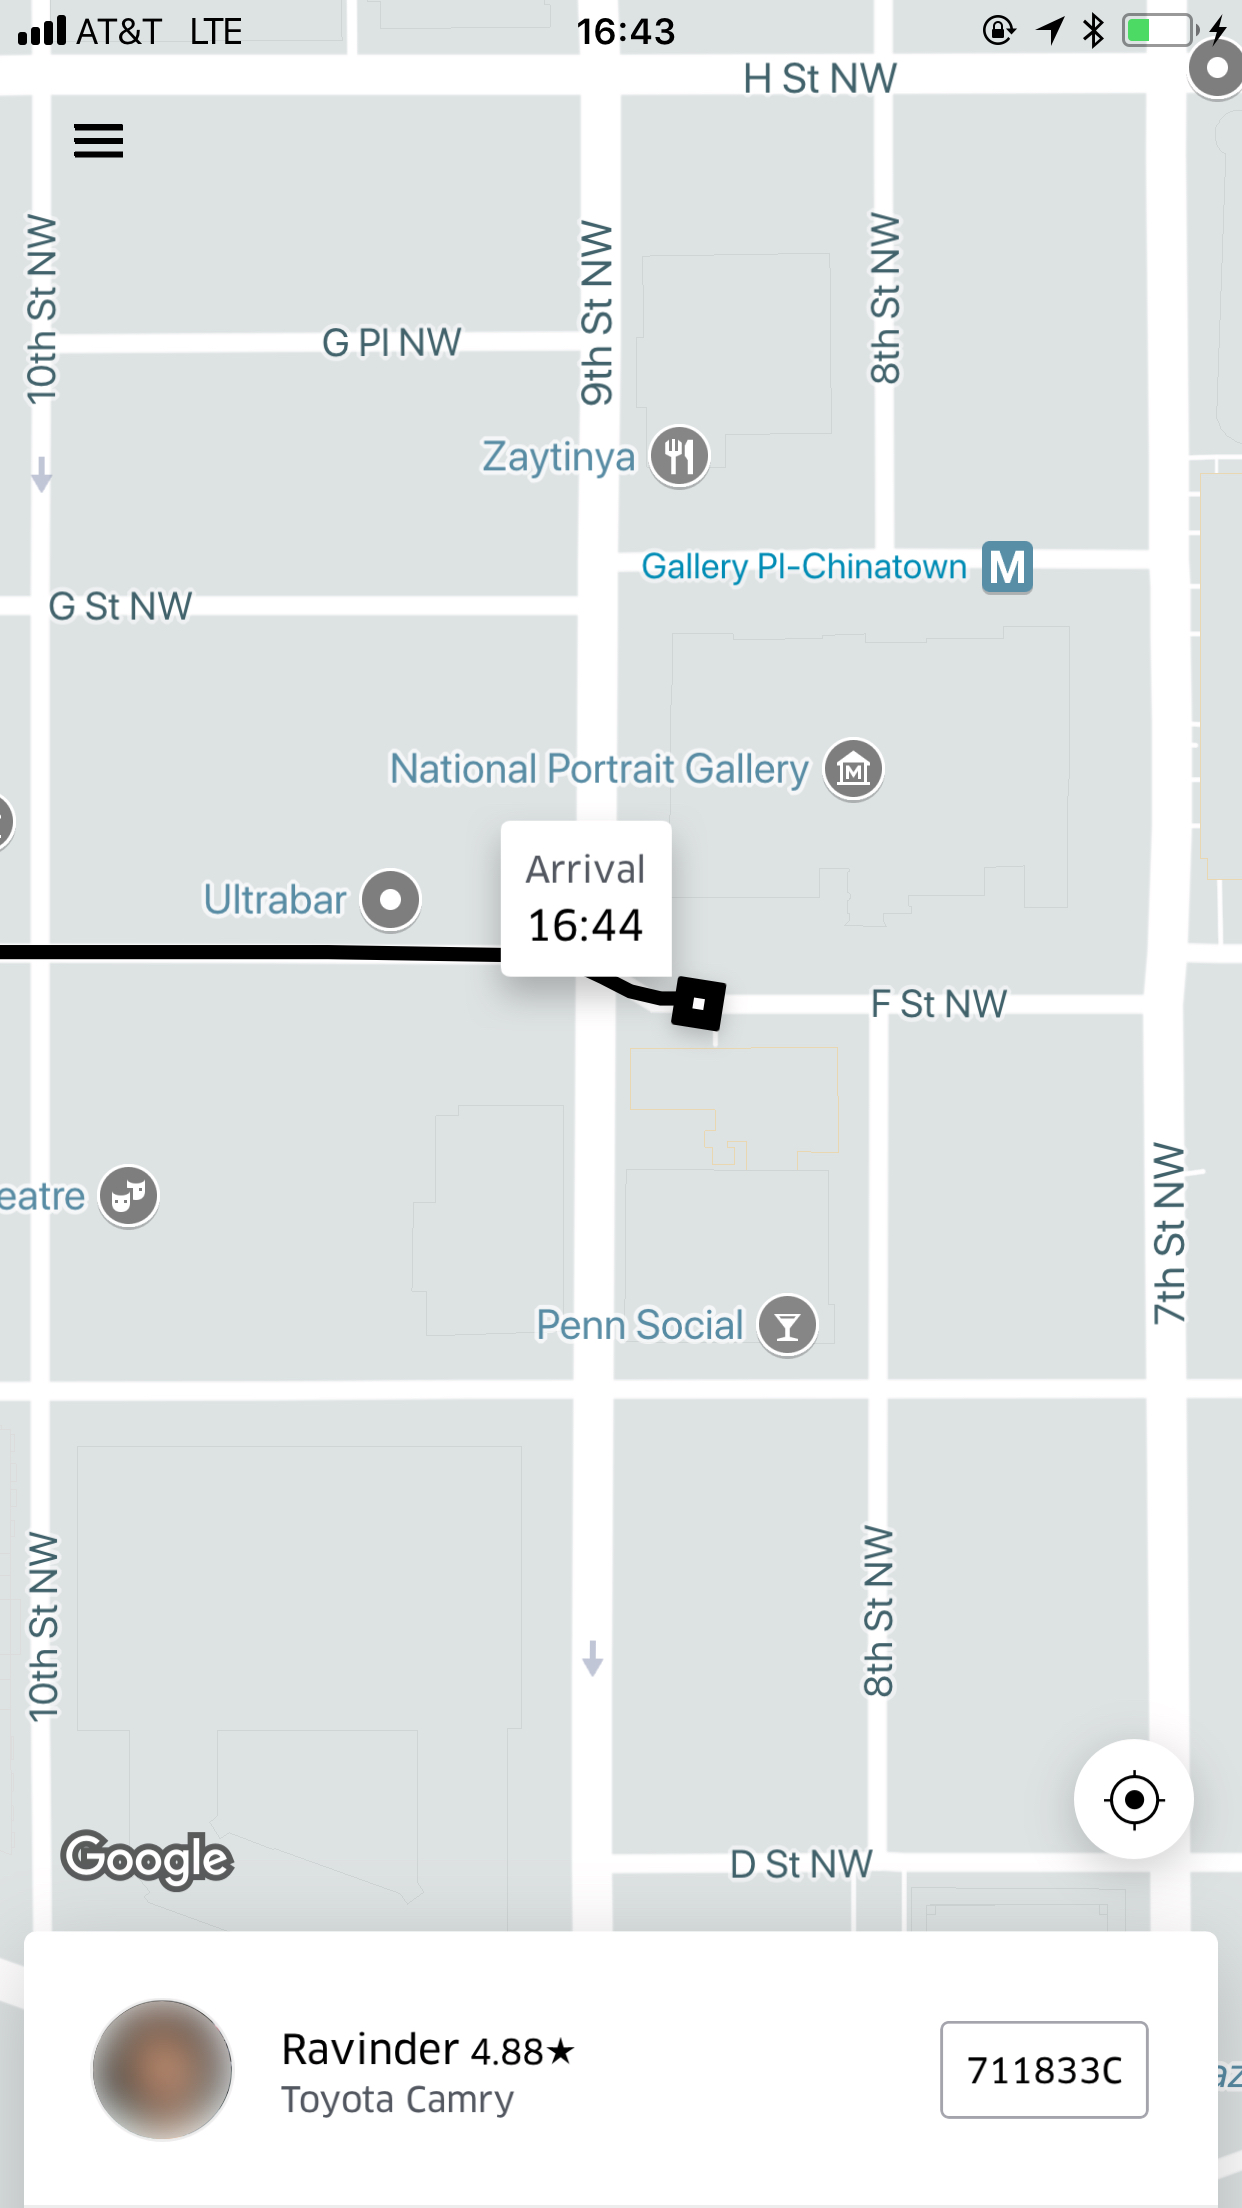 AT&T LTE
16:43
H St NW
10th St NW
9th St NW
8th St NW
G Pl NW
Zaytinya
Gallery Pl-Chinatown
M
G St NW
National Portrait Gallery
M
Arrival
16:44
Ultrabar
F St NW
eatre
7th St NW
Penn Social
10th St NW
8th St NW
D St NW
Google
Ravinder 4.88★
Toyota Camry
711833C
az